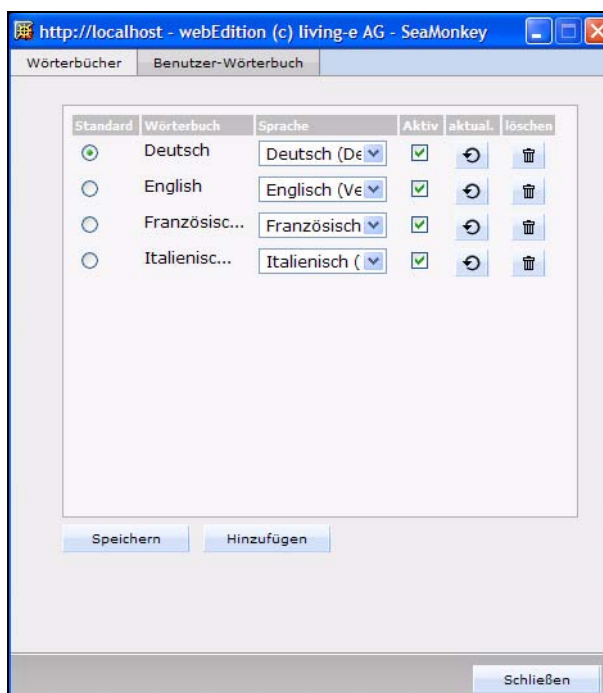 http://localhost - webEdition (c) living-e AG - SeaMonkey
Wörterbücher Benutzer-Wörterbuch
Standard Wörterbuch Sprache Aktiv aktual. löschen
Deutsch Deutsch (De
English Englisch (Ve
Französisc... Französisch
Italienisc... Italienisch (
Speichern Hinzufügen
Schließen